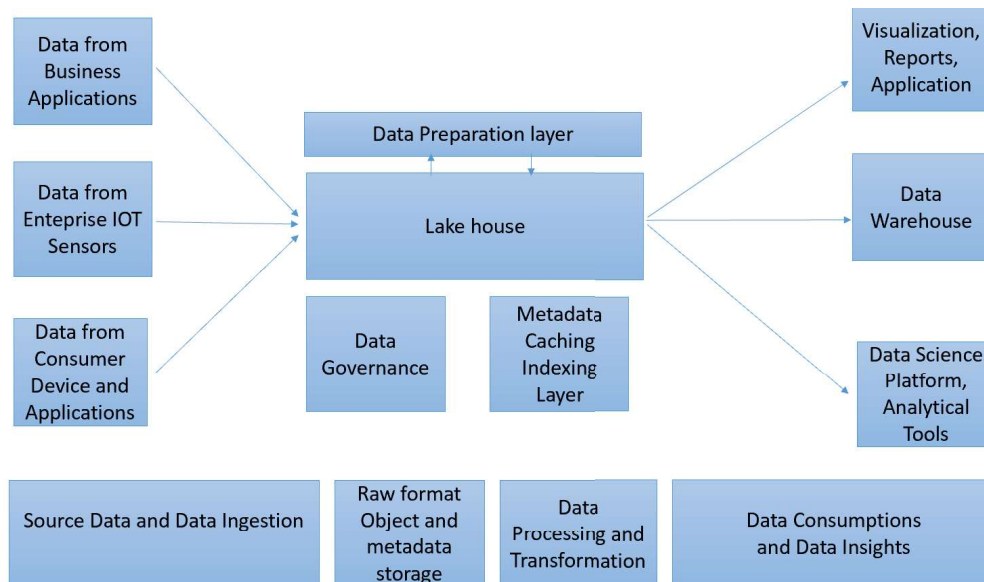 Data from
Business
Applications
Data from
Enteprise IOT
Sensors
Data from
Consumer
Device and
Applications
Data Preparation layer
Lake house
Data
Governance
Metadata
Caching
Indexing
Layer
Visualization,
Reports,
Application
Data
Warehouse
Data Science
Platform,
Analytical
Tools
Source Data and Data Ingestion
Raw format
Object and
metadata
storage
Data
Processing and
Transformation
Data Consumptions
and Data Insights